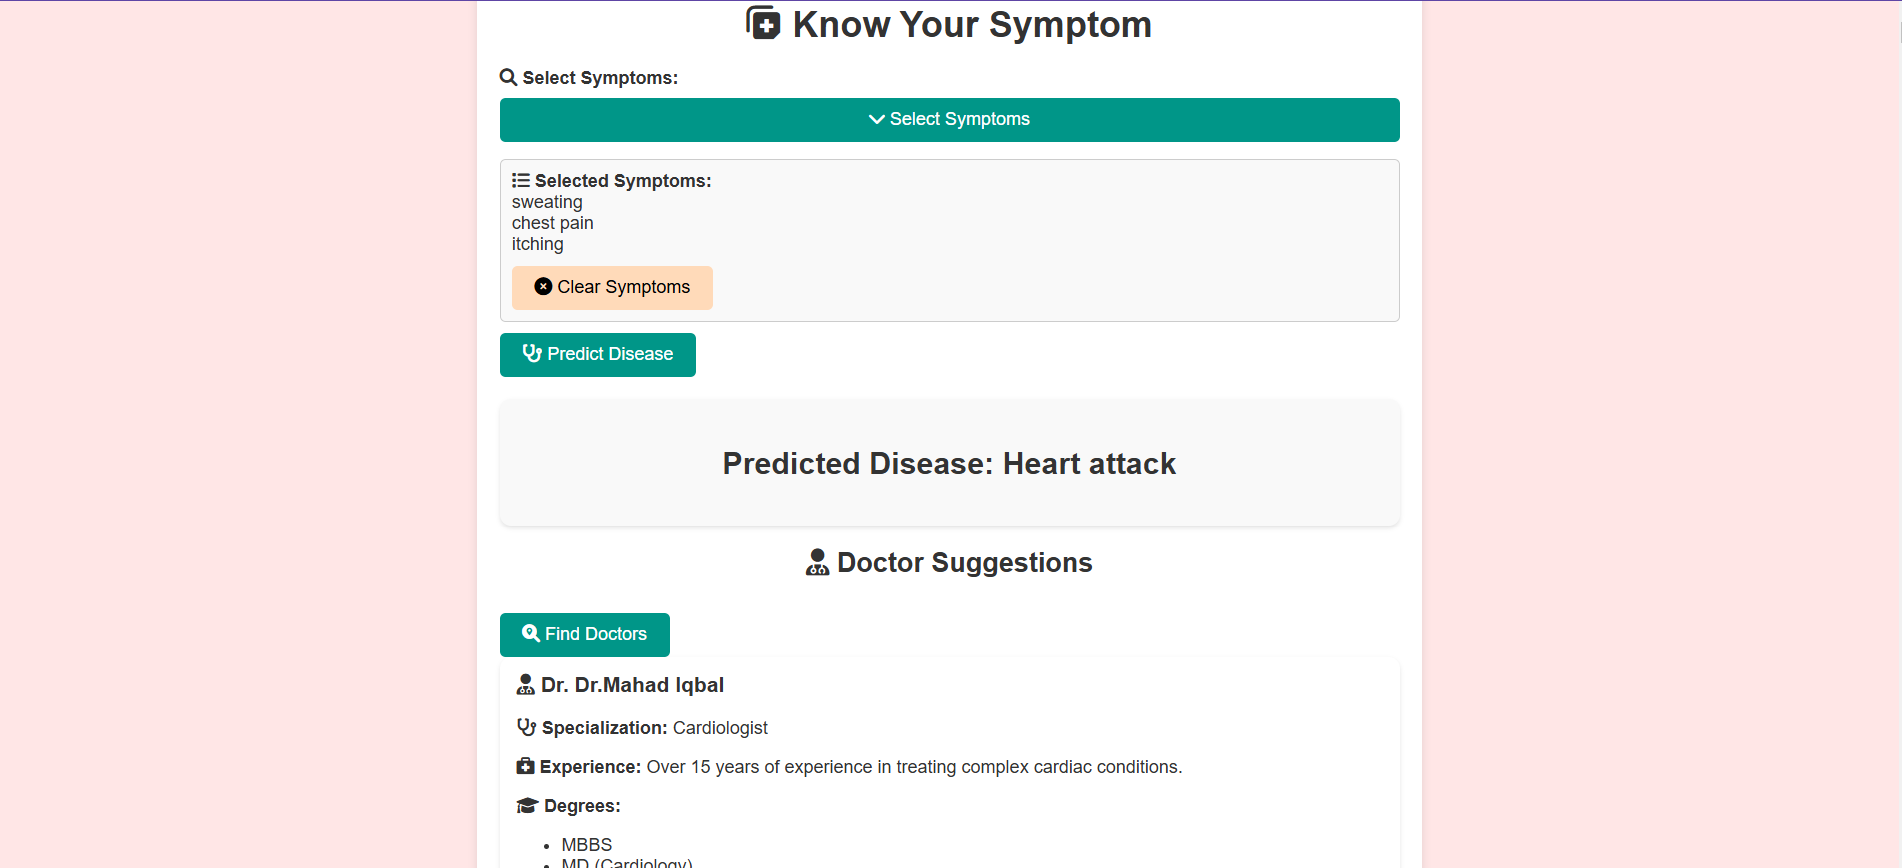 Know Your Symptom
Select Symptoms:
Select Symptoms
Selected Symptoms:
sweating
chest pain
itching
Clear Symptoms
Predict Disease
Predicted Disease: Heart attack
Doctor Suggestions
Find Doctors
Dr. Dr.Mahad Iqbal
Specialization: Cardiologist
Experience: Over 15 years of experience in treating complex cardiac conditions.
Degrees:
MBBS
MD (Cardiology)